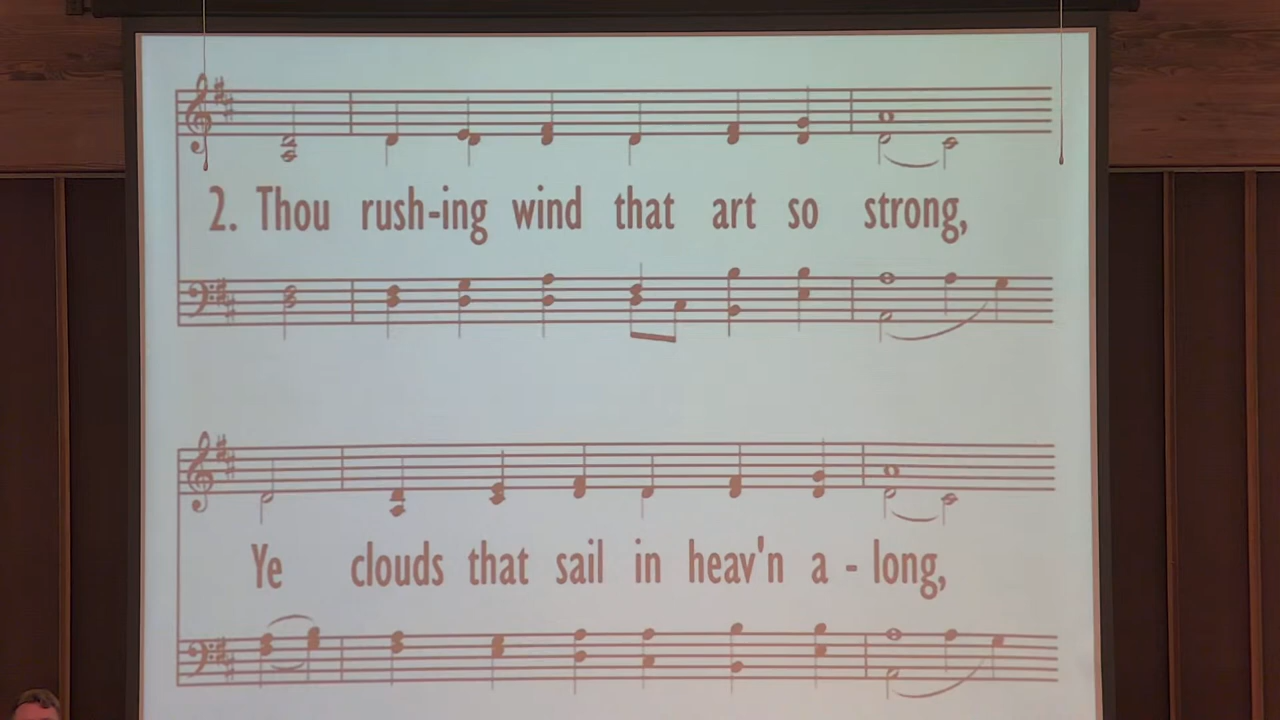 2. Thou rush-ing wind that art so strong,
Ye clouds that sail in heav'n a - long,